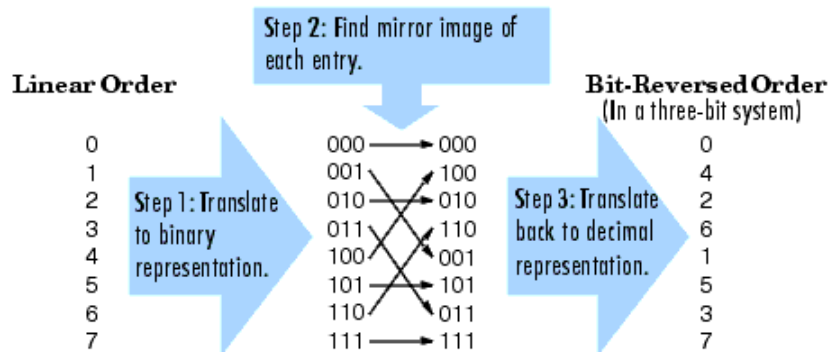 Step 2: Find mirror image of
each entry.
Linear Order
Bit-Reversed Order
(In a three-bit system)
0 000 000 0
1 001 100 4
2 010 010 2
3 011 110 6
4 100 001 1
5 101 101 5
6 110 011 3
7 111 111 7
Step 1: Translate
to binary
representation.
Step 3: Translate
back to decimal
representation.